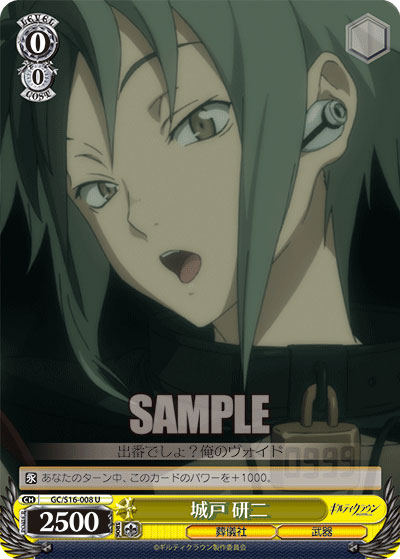 LEVEL
0
0
COST
0999
SAMPLE
出番でしょ?俺のヴォイド
永 あなたのターン中、このカードのパワーを+1000。
CH GC/S16-008 U
POWER
2500
城戸 研二
ギルティクラウン
葬儀社 武器
©ギルティクラウン製作委員会